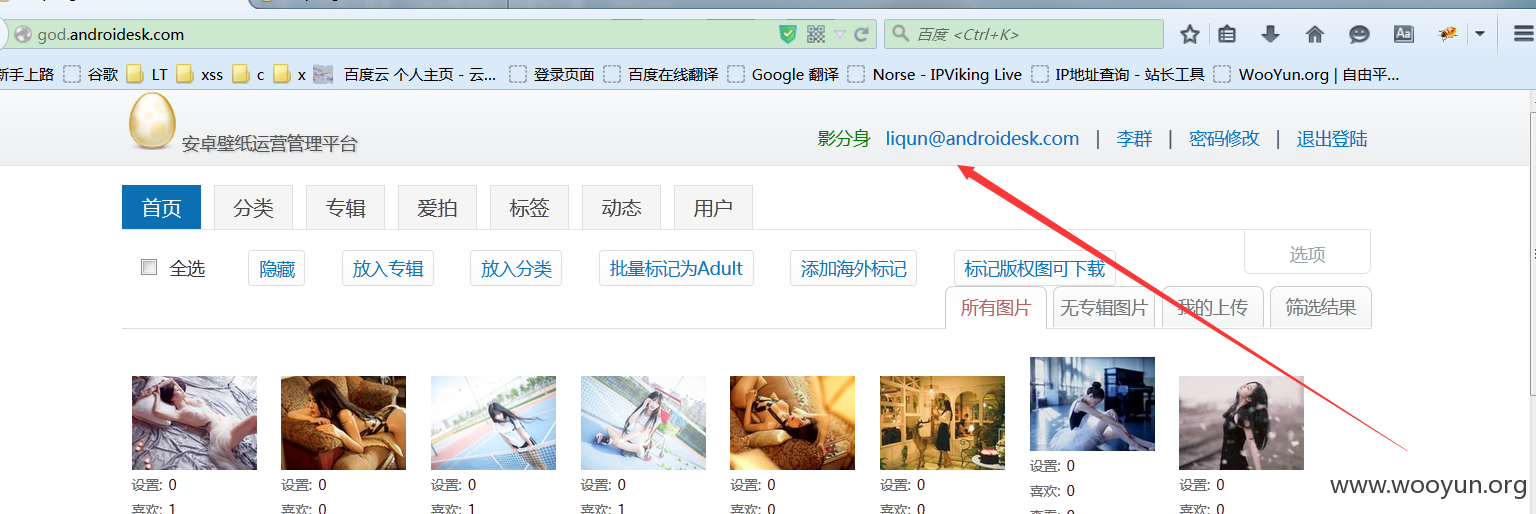 god.androidesk.com
百度 <Ctrl+K>
新手上路 谷歌 LT xss c x 百度云 个人主页 - 云... 登录页面 百度在线翻译 Google 翻译 Norse - IPViking Live IP地址查询 - 站长工具 WooYun.org | 自由平...
安卓壁纸运营管理平台
影分身 liqun@androidesk.com | 李群 | 密码修改 | 退出登陆
首页 分类 专辑 爱拍 标签 动态 用户
全选 隐藏 放入专辑 放入分类 批量标记为Adult 添加海外标记 标记版权图可下载 选项
所有图片 无专辑图片 我的上传 筛选结果
设置: 0 设置: 0 设置: 0 设置: 0 设置: 0 设置: 0 设置: 0 设置: 0
喜欢: 1 喜欢: 0 喜欢: 1 喜欢: 1 喜欢: 0 喜欢: 0 喜欢: 0
www.wooyun.org